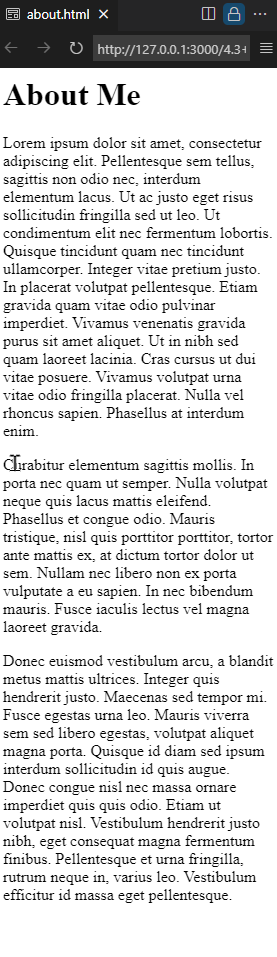 about.html
http://127.0.0.1:3000/4.3+
About Me
Lorem ipsum dolor sit amet, consectetur
adipiscing elit. Pellentesque sem tellus,
sagittis non odio nec, interdum
elementum lacus. Ut ac justo eget risus
sollicitudin fringilla sed ut leo. Ut
condimentum elit nec fermentum lobortis.
Quisque tincidunt quam nec tincidunt
ullamcorper. Integer vitae pretium justo.
In placerat volutpat pellentesque. Etiam
gravida quam vitae odio pulvinar
imperdiet. Vivamus venenatis gravida
purus sit amet aliquet. Ut in nibh sed
quam laoreet lacinia. Cras cursus ut dui
vitae posuere. Vivamus volutpat urna
vitae odio fringilla placerat. Nulla vel
rhoncus sapien. Phasellus at interdum
enim.
Curabitur elementum sagittis mollis. In
porta nec quam ut semper. Nulla volutpat
neque quis lacus mattis eleifend.
Phasellus et congue odio. Mauris
tristique, nisl quis porttitor porttitor, tortor
ante mattis ex, at dictum tortor dolor ut
sem. Nullam nec libero non ex porta
vulputate a eu sapien. In nec bibendum
mauris. Fusce iaculis lectus vel magna
laoreet gravida.
Donec euismod vestibulum arcu, a blandit
metus mattis ultrices. Integer quis
hendrerit justo. Maecenas sed tempor mi.
Fusce egestas urna leo. Mauris viverra
sem sed libero egestas, volutpat aliquet
magna porta. Quisque id diam sed ipsum
interdum sollicitudin id quis augue.
Donec congue nisl nec massa ornare
imperdiet quis quis odio. Etiam ut
volutpat nisl. Vestibulum hendrerit justo
nibh, eget consequat magna fermentum
finibus. Pellentesque et urna fringilla,
rutrum neque in, varius leo. Vestibulum
efficitur id massa eget pellentesque.